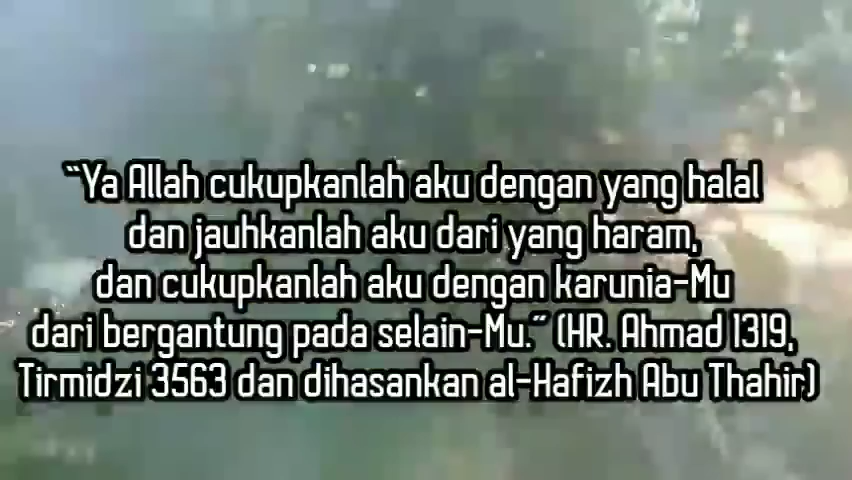 “Ya Allah cukupkanlah aku dengan yang halal
dan jauhkanlah aku dari yang haram,
dan cukupkanlah aku dengan karunia-Mu
dari bergantung pada selain-Mu.” (HR. Ahmad 1319,
Tirmidzi 3563 dan dihasankan al-Hafizh Abu Thahir)